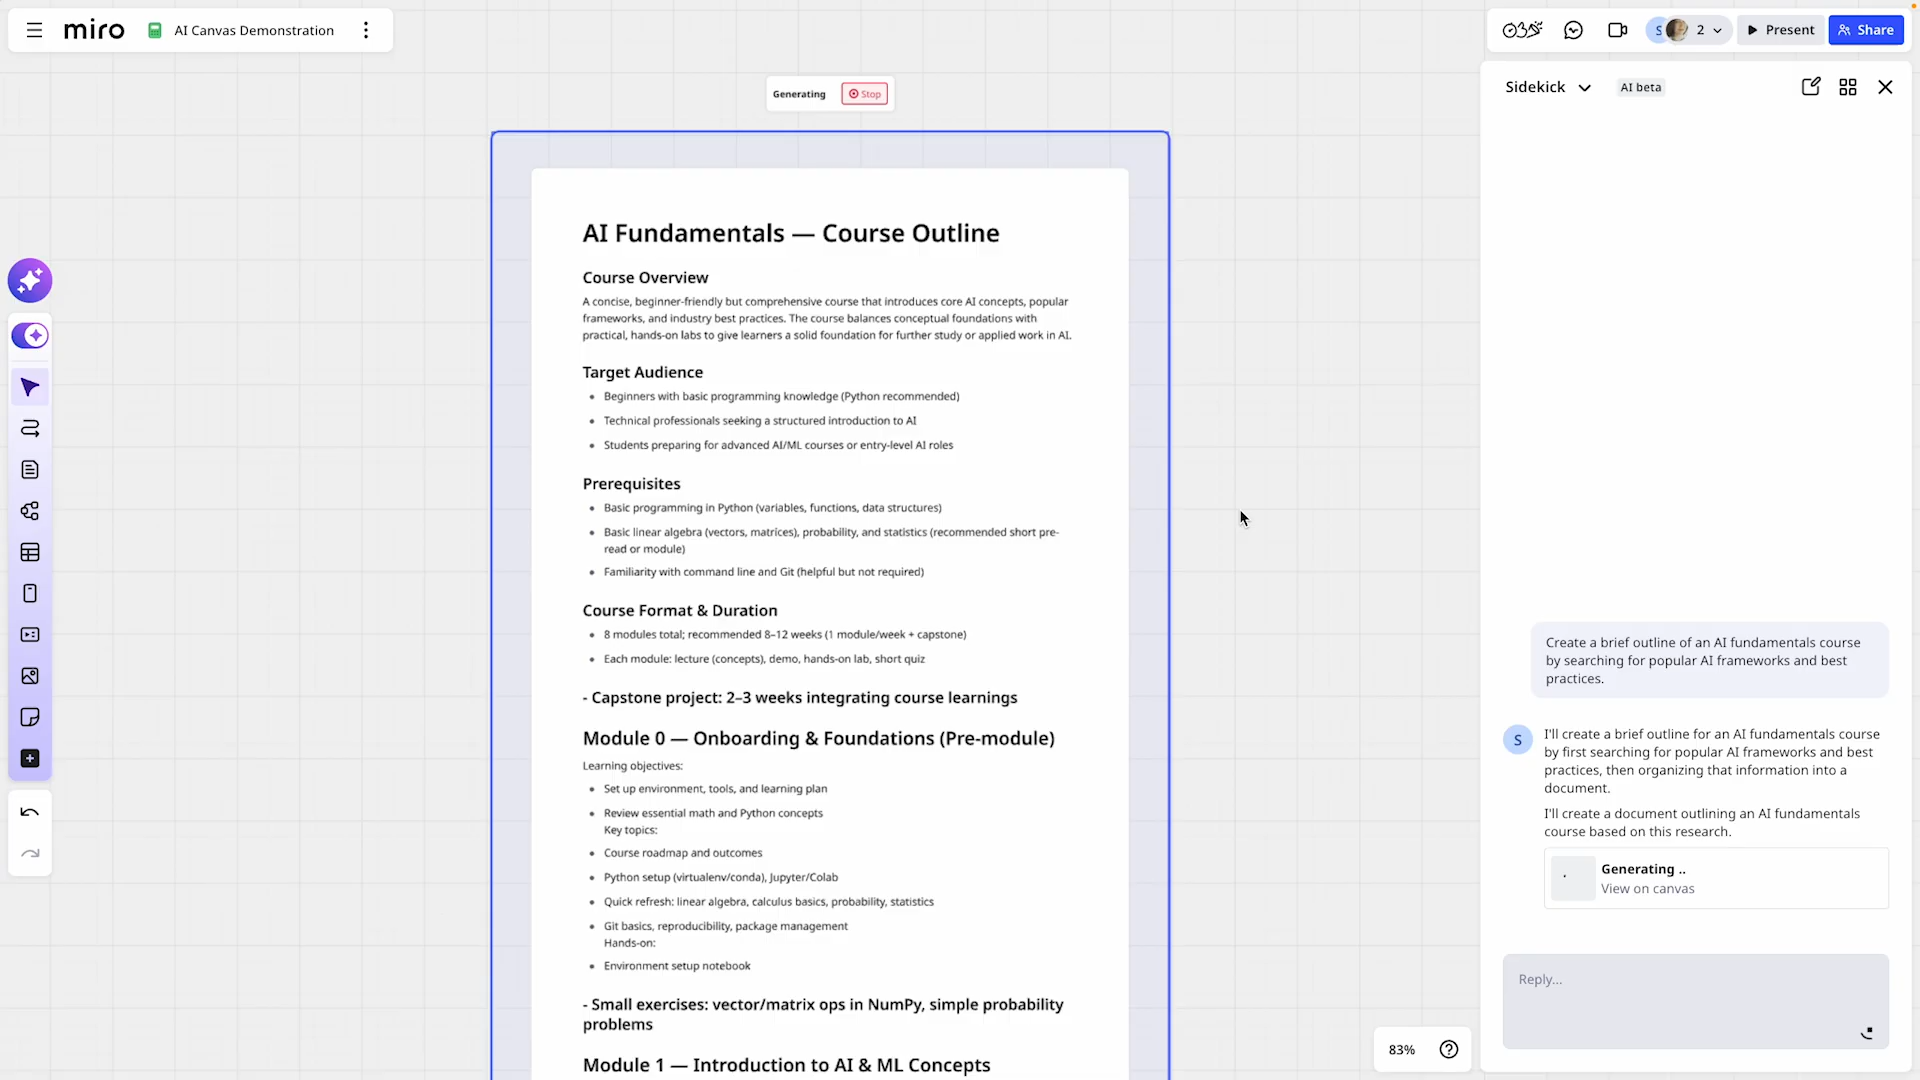 miro
AI Canvas Demonstration
S
2
Present
Share
Generating
Stop
AI Fundamentals — Course Outline
Course Overview
A concise, beginner-friendly but comprehensive course that introduces core AI concepts, popular
frameworks, and industry best practices. The course balances conceptual foundations with
practical, hands-on labs to give learners a solid foundation for further study or applied work in AI.
Target Audience
Beginners with basic programming knowledge (Python recommended)
Technical professionals seeking a structured introduction to AI
Students preparing for advanced AI/ML courses or entry-level AI roles
Prerequisites
Basic programming in Python (variables, functions, data structures)
Basic linear algebra (vectors, matrices), probability, and statistics (recommended short pre-
read or module)
Familiarity with command line and Git (helpful but not required)
Course Format & Duration
8 modules total; recommended 8–12 weeks (1 module/week + capstone)
Each module: lecture (concepts), demo, hands-on lab, short quiz
- Capstone project: 2–3 weeks integrating course learnings
Module 0 — Onboarding & Foundations (Pre-module)
Learning objectives:
Set up environment, tools, and learning plan
Review essential math and Python concepts
Key topics:
Course roadmap and outcomes
Python setup (virtualenv/conda), Jupyter/Colab
Quick refresh: linear algebra, calculus basics, probability, statistics
Git basics, reproducibility, package management
Hands-on:
Environment setup notebook
- Small exercises: vector/matrix ops in NumPy, simple probability
problems
Module 1 — Introduction to AI & ML Concepts
Sidekick
AI beta
Create a brief outline of an AI fundamentals course
by searching for popular AI frameworks and best
practices.
S
I'll create a brief outline for an AI fundamentals course
by first searching for popular AI frameworks and best
practices, then organizing that information into a
document.
I'll create a document outlining an AI fundamentals
course based on this research.
Generating ..
View on canvas
Reply...
83%